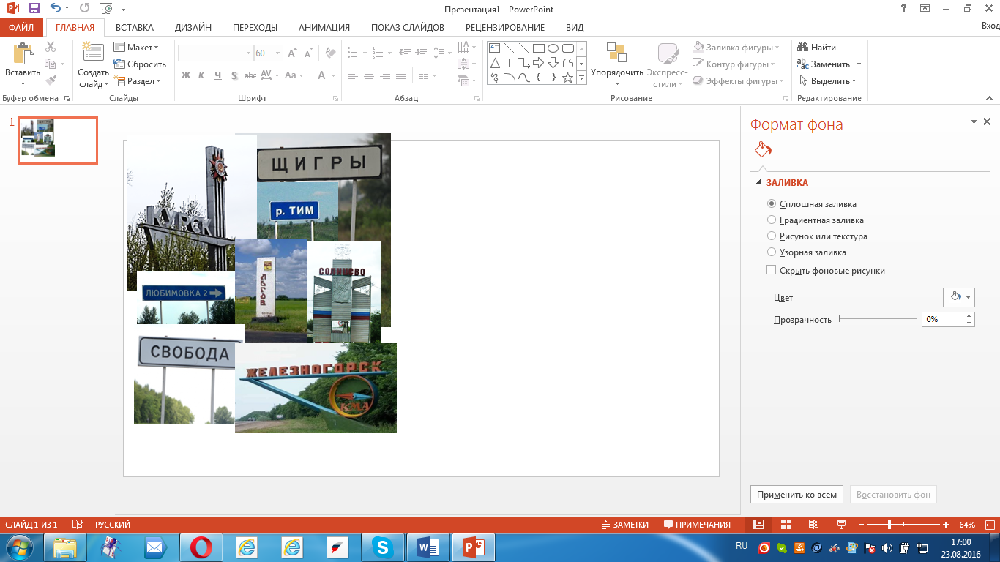 Презентация1 - PowerPoint
?
ФАЙЛ ГЛАВНАЯ ВСТАВКА ДИЗАЙН ПЕРЕХОДЫ АНИМАЦИЯ ПОКАЗ СЛАЙДОВ РЕЦЕНЗИРОВАНИЕ ВИД Вход
Вставить
Буфер обмена
Создать слайд
Макет
Сбросить
Раздел
Слайды
60
Ж К Ч S abc AV Aa A
Шрифт
Абзац
Упорядочить
Экспресс-стили
Заливка фигуры
Контур фигуры
Эффекты фигуры
Рисование
Найти
Заменить
Выделить
Редактирование
1
КУРСК
ЩИГРЫ
р. ТИМ
ЛЬГОВ
СОЛНЦЕВО
ЛЮБИМОВКА 2
СВОБОДА
ЖЕЛЕЗНОГОРСК
КМА
Формат фона
ЗАЛИВКА
Сплошная заливка
Градиентная заливка
Рисунок или текстура
Узорная заливка
Скрыть фоновые рисунки
Цвет
Прозрачность 0%
Применить ко всем Восстановить фон
СЛАЙД 1 ИЗ 1 РУССКИЙ ЗАМЕТКИ ПРИМЕЧАНИЯ 64%
RU
17:00
23.08.2016